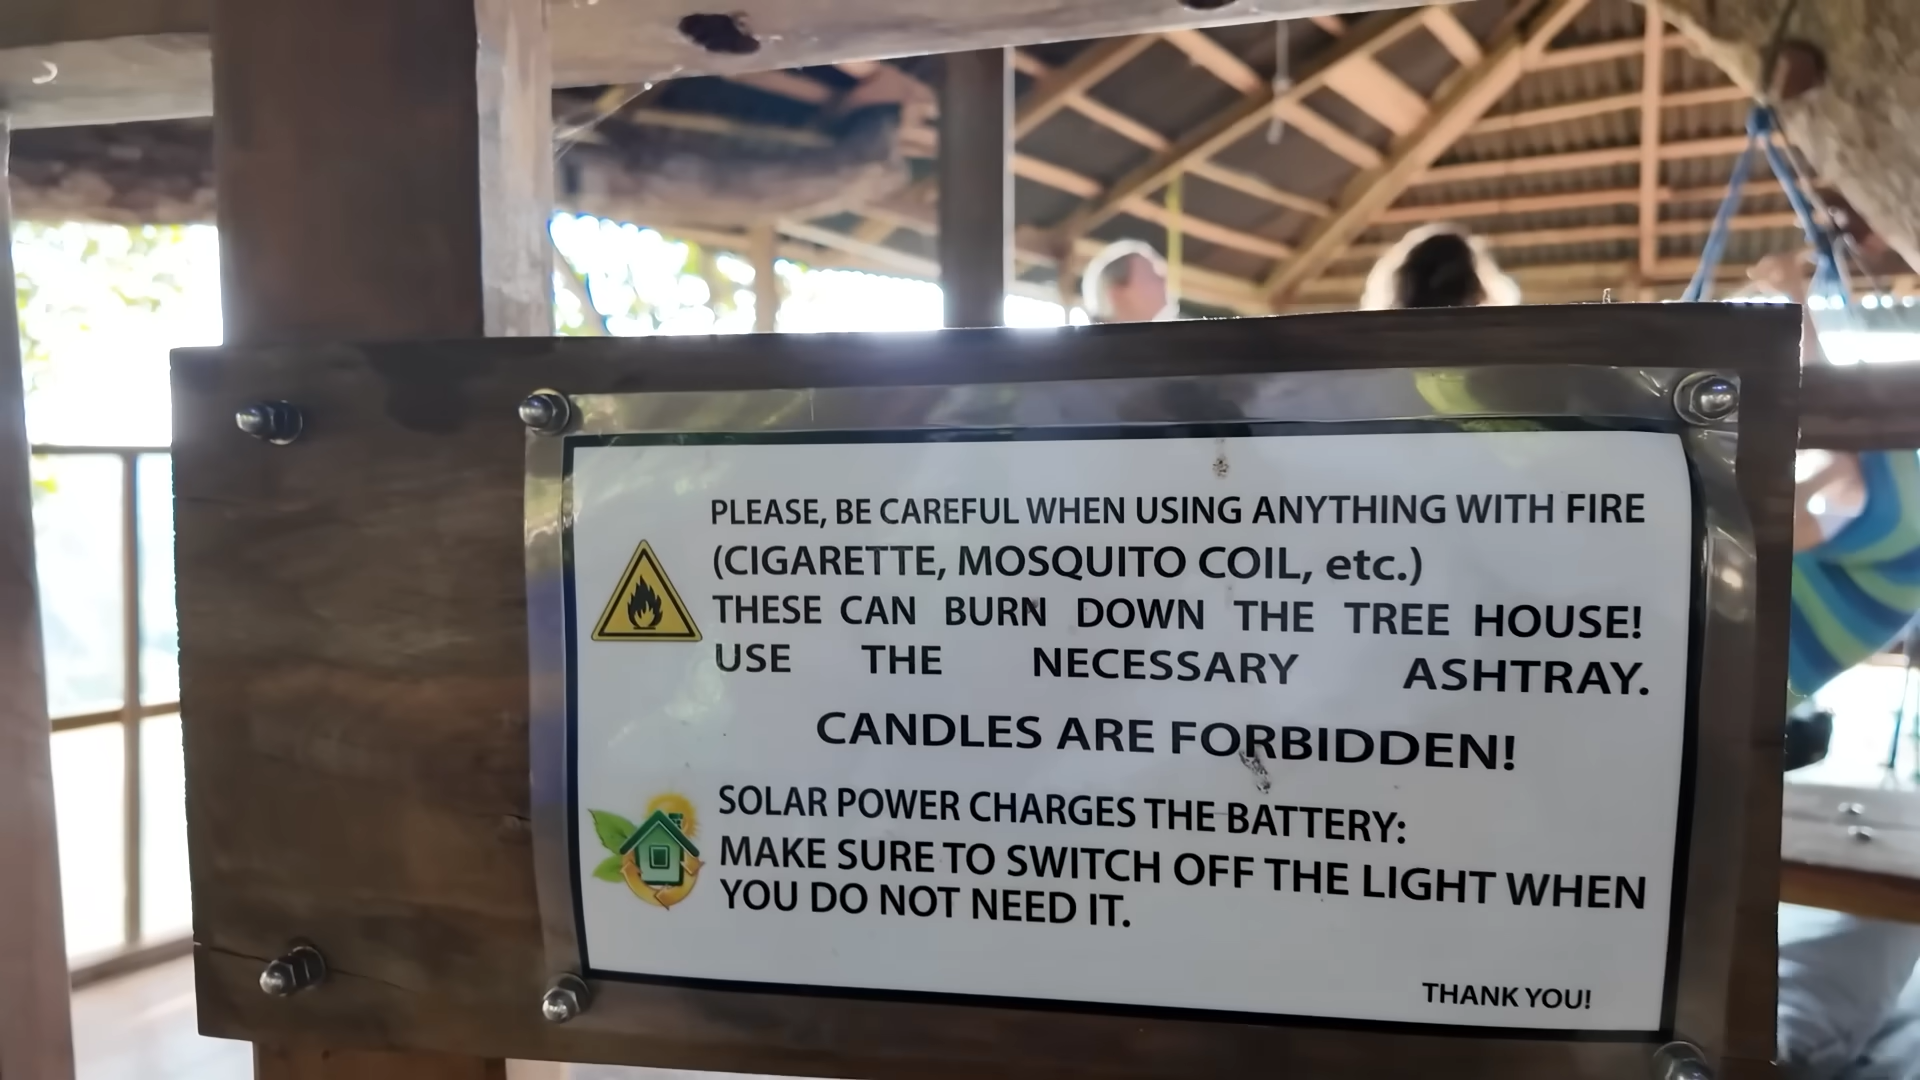 PLEASE, BE CAREFUL WHEN USING ANYTHING WITH FIRE
(CIGARETTE, MOSQUITO COIL, etc.)
THESE CAN BURN DOWN THE TREE HOUSE!
USE THE NECESSARY ASHTRAY.
CANDLES ARE FORBIDDEN!
SOLAR POWER CHARGES THE BATTERY:
MAKE SURE TO SWITCH OFF THE LIGHT WHEN
YOU DO NOT NEED IT.
THANK YOU!